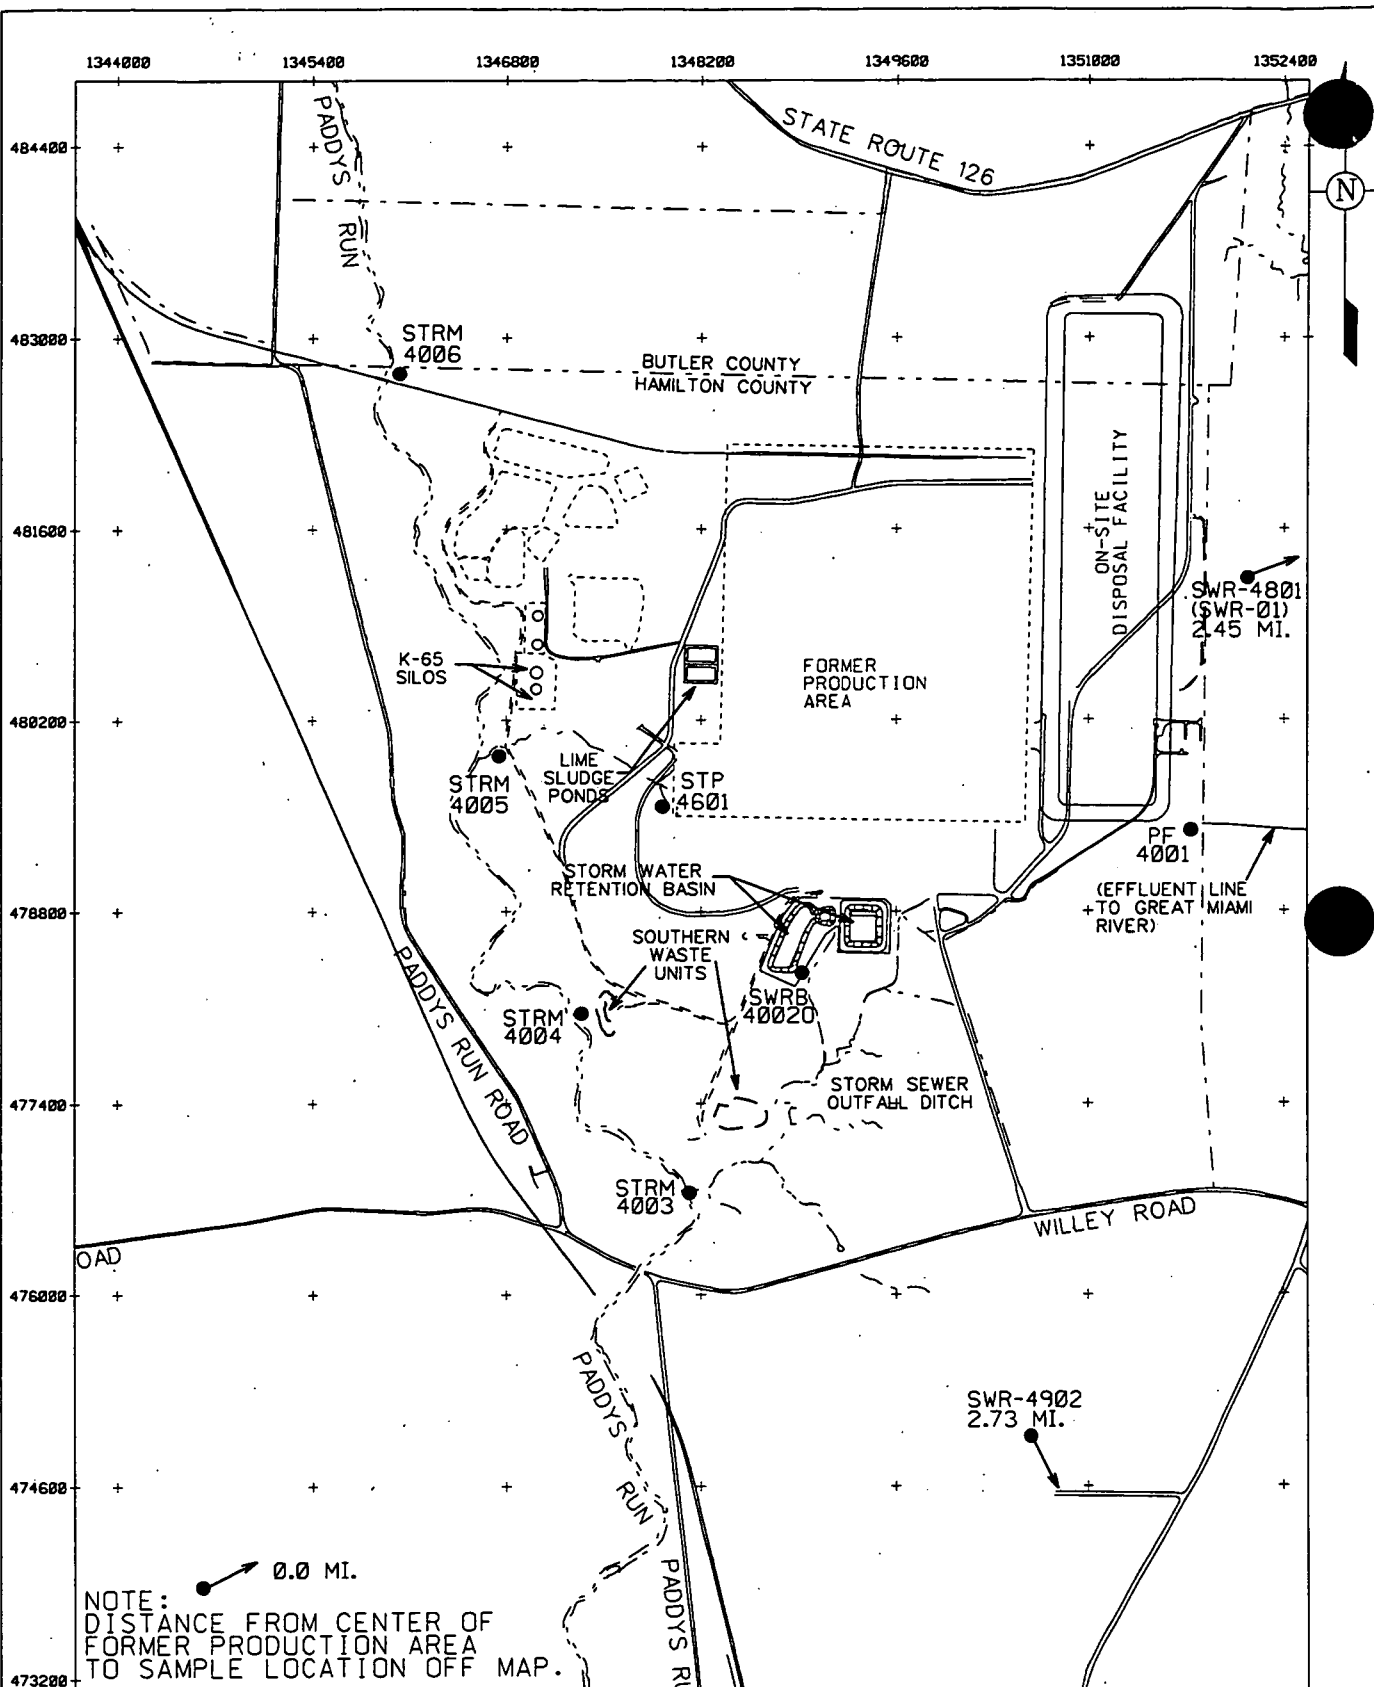 1344000 1345400 1346800 1348200 1349600 1351000 1352400
484400
483000
481600
480200
478800
477400
476000
474600
473200
N
PADDYS
RUN
STATE ROUTE 126
STRM
4006
BUTLER COUNTY
HAMILTON COUNTY
ON-SITE
DISPOSAL FACILITY
SWR-4801
(SWR-01)
2.45 MI.
K-65
SILOS
FORMER
PRODUCTION
AREA
LIME
SLUDGE
PONDS
STRM
4005
STP
4601
PF
4001
STORM WATER
RETENTION BASIN
(EFFLUENT LINE
TO GREAT MIAMI
RIVER)
SOUTHERN
WASTE
UNITS
SWRB
40020
STRM
4004
PADDYS RUN ROAD
STORM SEWER
OUTFALL DITCH
STRM
4003
WILLEY ROAD
OAD
PADDYS
RUN
SWR-4902
2.73 MI.
PADDYS RU
0.0 MI.
NOTE:
DISTANCE FROM CENTER OF
FORMER PRODUCTION AREA
TO SAMPLE LOCATION OFF MAP.